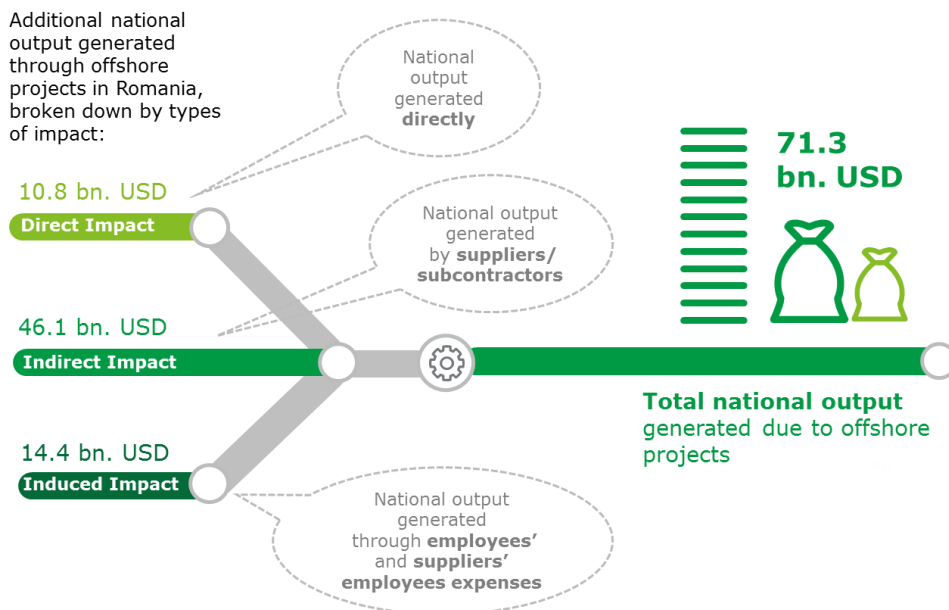 Additional national
output generated
through offshore
projects in Romania,
broken down by types
of impact:
National
output
generated
directly
10.8 bn. USD
Direct Impact
National output
generated
by suppliers/
subcontractors
46.1 bn. USD
Indirect Impact
14.4 bn. USD
Induced Impact
National output
generated
through employees’
and suppliers’
employees expenses
71.3
bn. USD
Total national output
generated due to offshore
projects